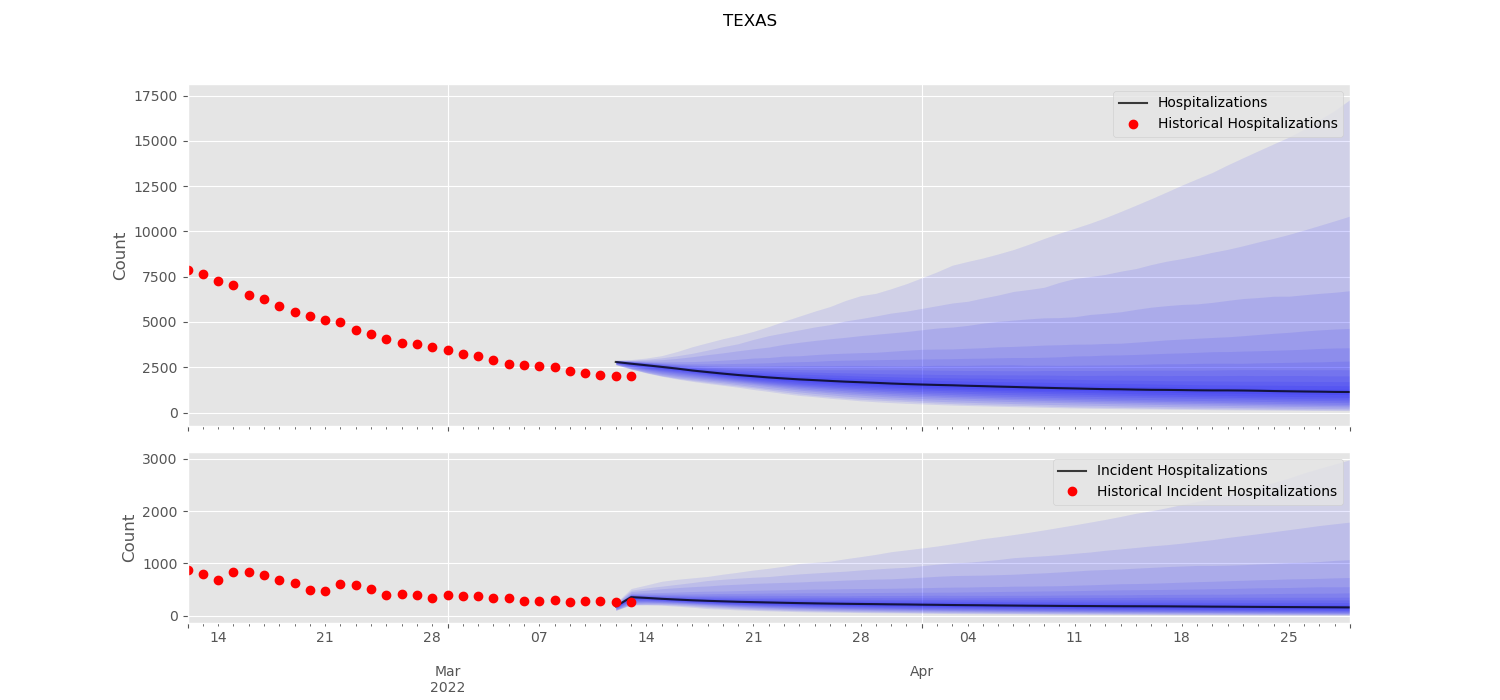 TEXAS
17500
15000
12500
10000
7500
5000
2500
0
Count
Hospitalizations
Historical Hospitalizations
3000
2000
1000
0
Count
Incident Hospitalizations
Historical Incident Hospitalizations
14 21 28 07 14 21 28 04 11 18 25
Mar Apr
2022